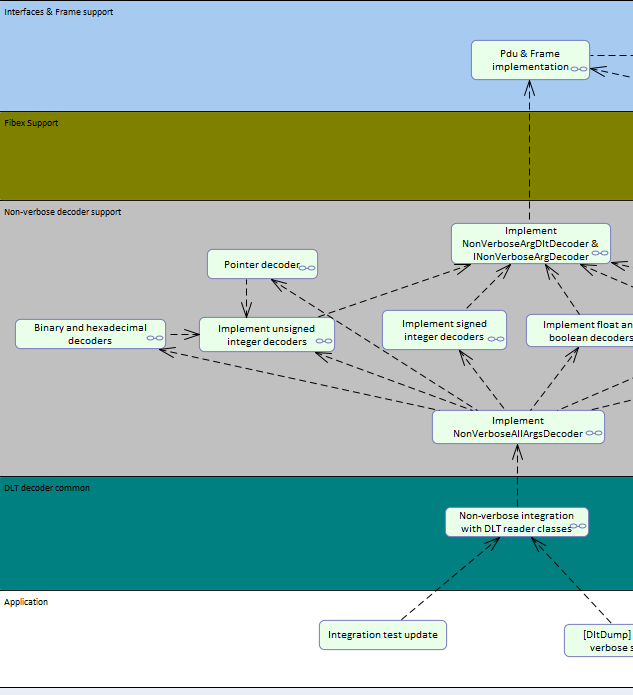 Interfaces & Frame support
Pdu & Frame
implementation
Fibex Support
Non-verbose decoder support
Implement
NonVerboseArgDltDecoder &
INonVerboseArgDecoder
Pointer decoder
Binary and hexadecimal
decoders
Implement unsigned
integer decoders
Implement signed
integer decoders
Implement float an
boolean decoders
Implement
NonVerboseAllArgsDecoder
DLT decoder common
Non-verbose integration
with DLT reader classes
Application
Integration test update
[DltDump]
verbose s